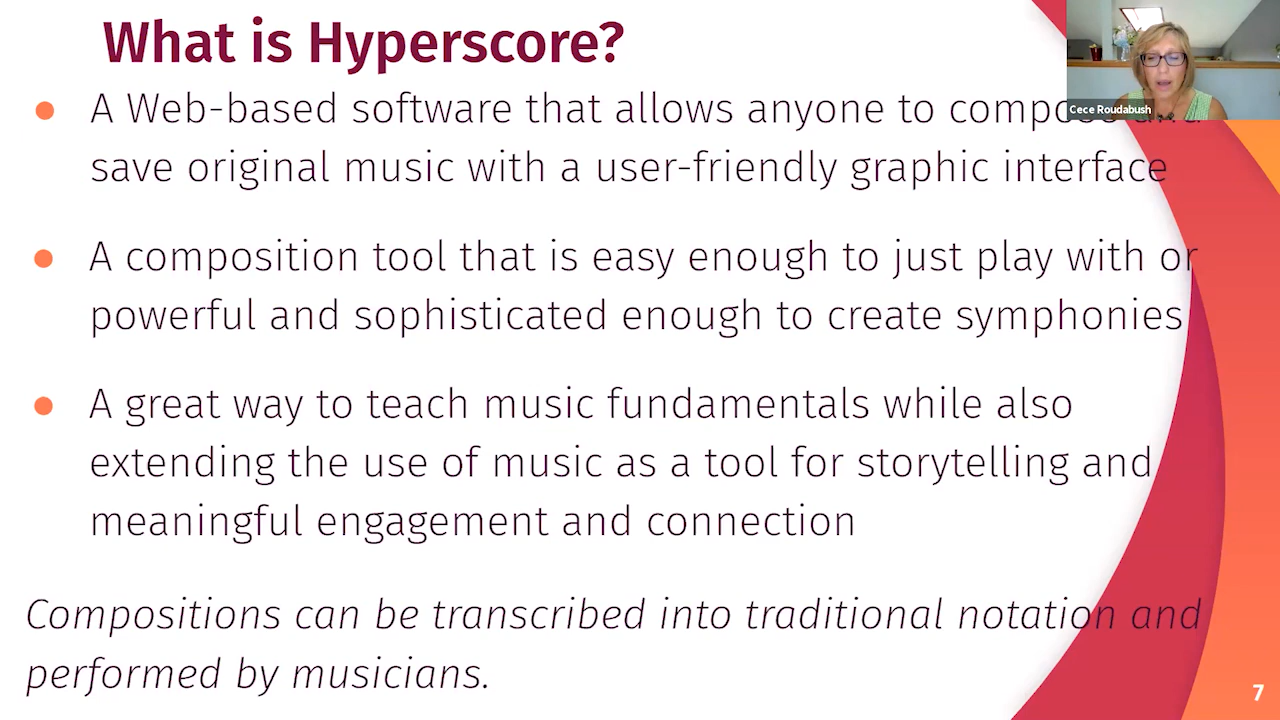 What is Hyperscore?
Cece Roudabush
● A Web-based software that allows anyone to compose and
save original music with a user-friendly graphic interface
● A composition tool that is easy enough to just play with or
powerful and sophisticated enough to create symphonies
● A great way to teach music fundamentals while also
extending the use of music as a tool for storytelling and
meaningful engagement and connection
Compositions can be transcribed into traditional notation and
performed by musicians.
7